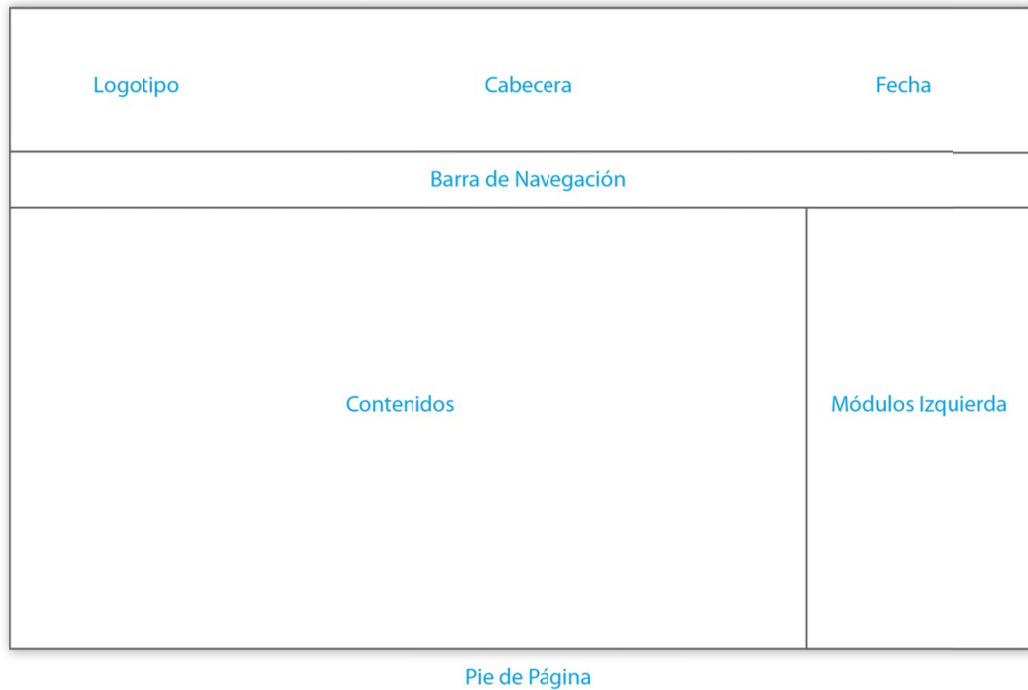 Logotipo Cabecera Fecha
Barra de Navegación
Contenidos Módulos Izquierda
Pie de Página